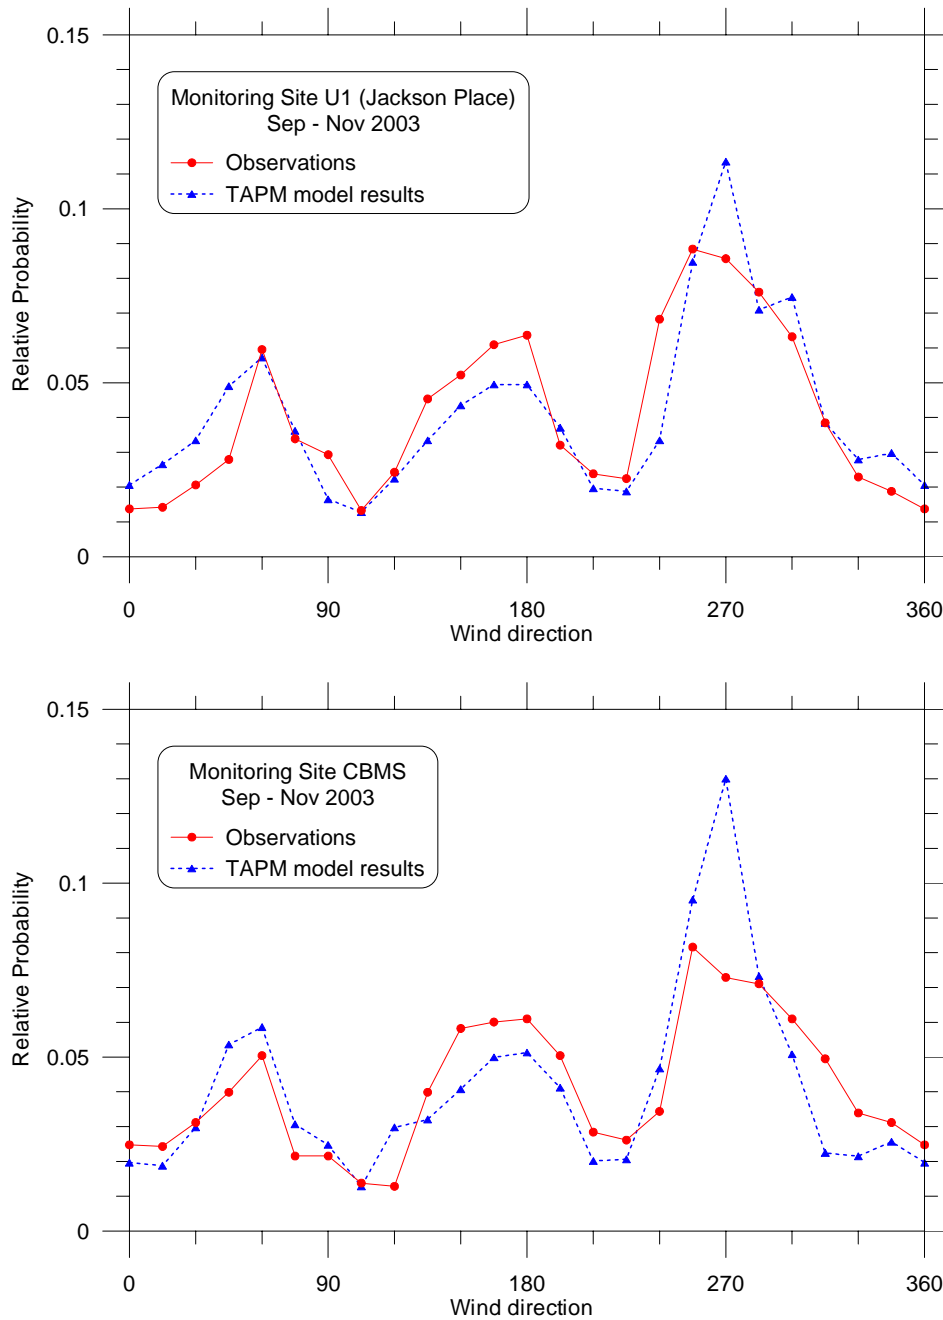 0.15
Monitoring Site U1 (Jackson Place)
Sep - Nov 2003
Observations
TAPM model results
0.1
Relative Probability
0.05
0
0 90 180 270 360
Wind direction
0.15
Monitoring Site CBMS
Sep - Nov 2003
Observations
TAPM model results
0.1
Relative Probability
0.05
0
0 90 180 270 360
Wind direction